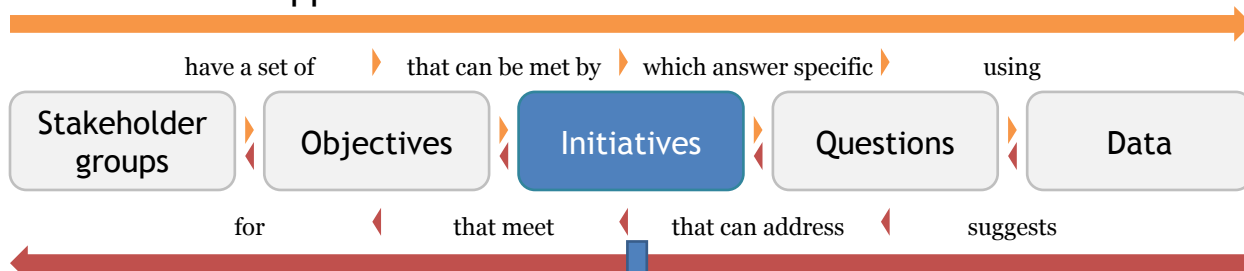 have a set of that can be met by which answer specific using
Stakeholder groups Objectives Initiatives Questions Data
for that meet that can address suggests